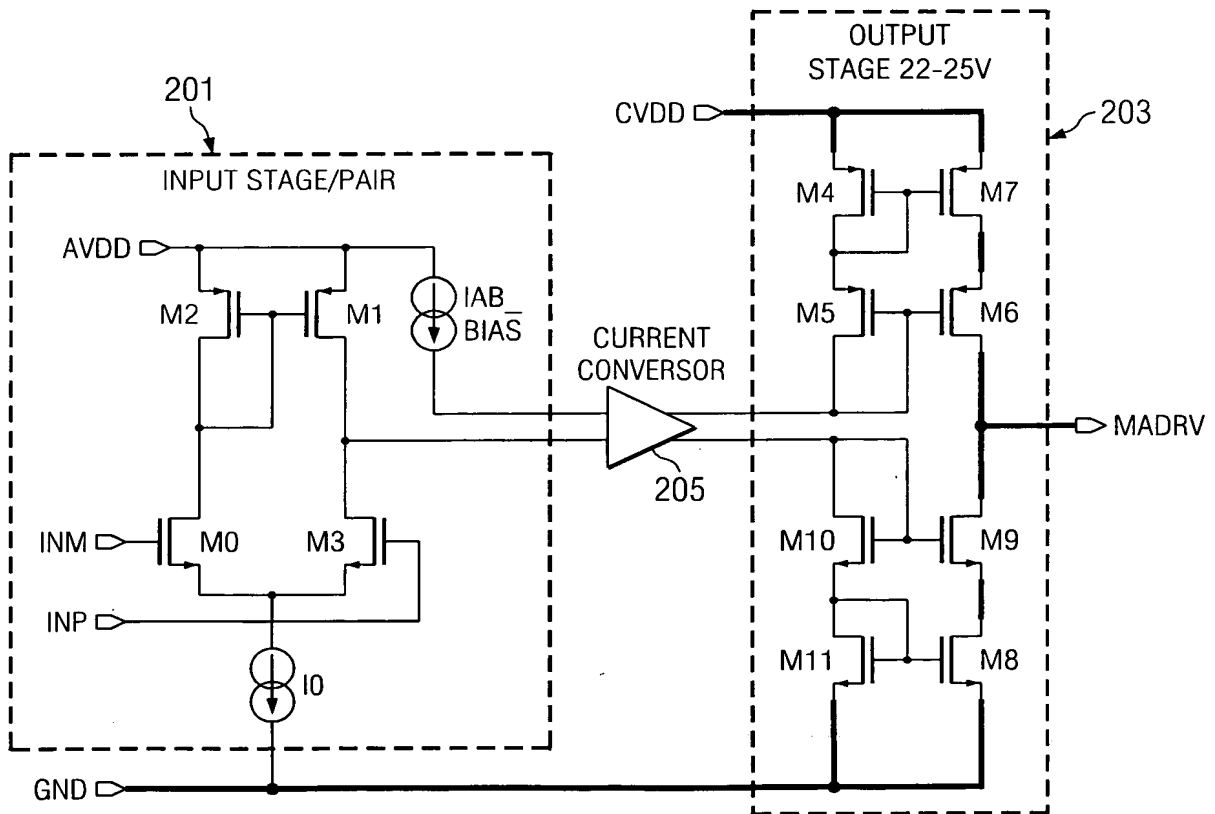 201
INPUT STAGE/PAIR
AVDD
M2
M1
IAB
BIAS
INM
M0
M3
INP
I0
GND
CURRENT
CONVERSOR
205
OUTPUT
STAGE 22-25V
203
CVDD
M4
M7
M5
M6
MADRV
M10
M9
M11
M8